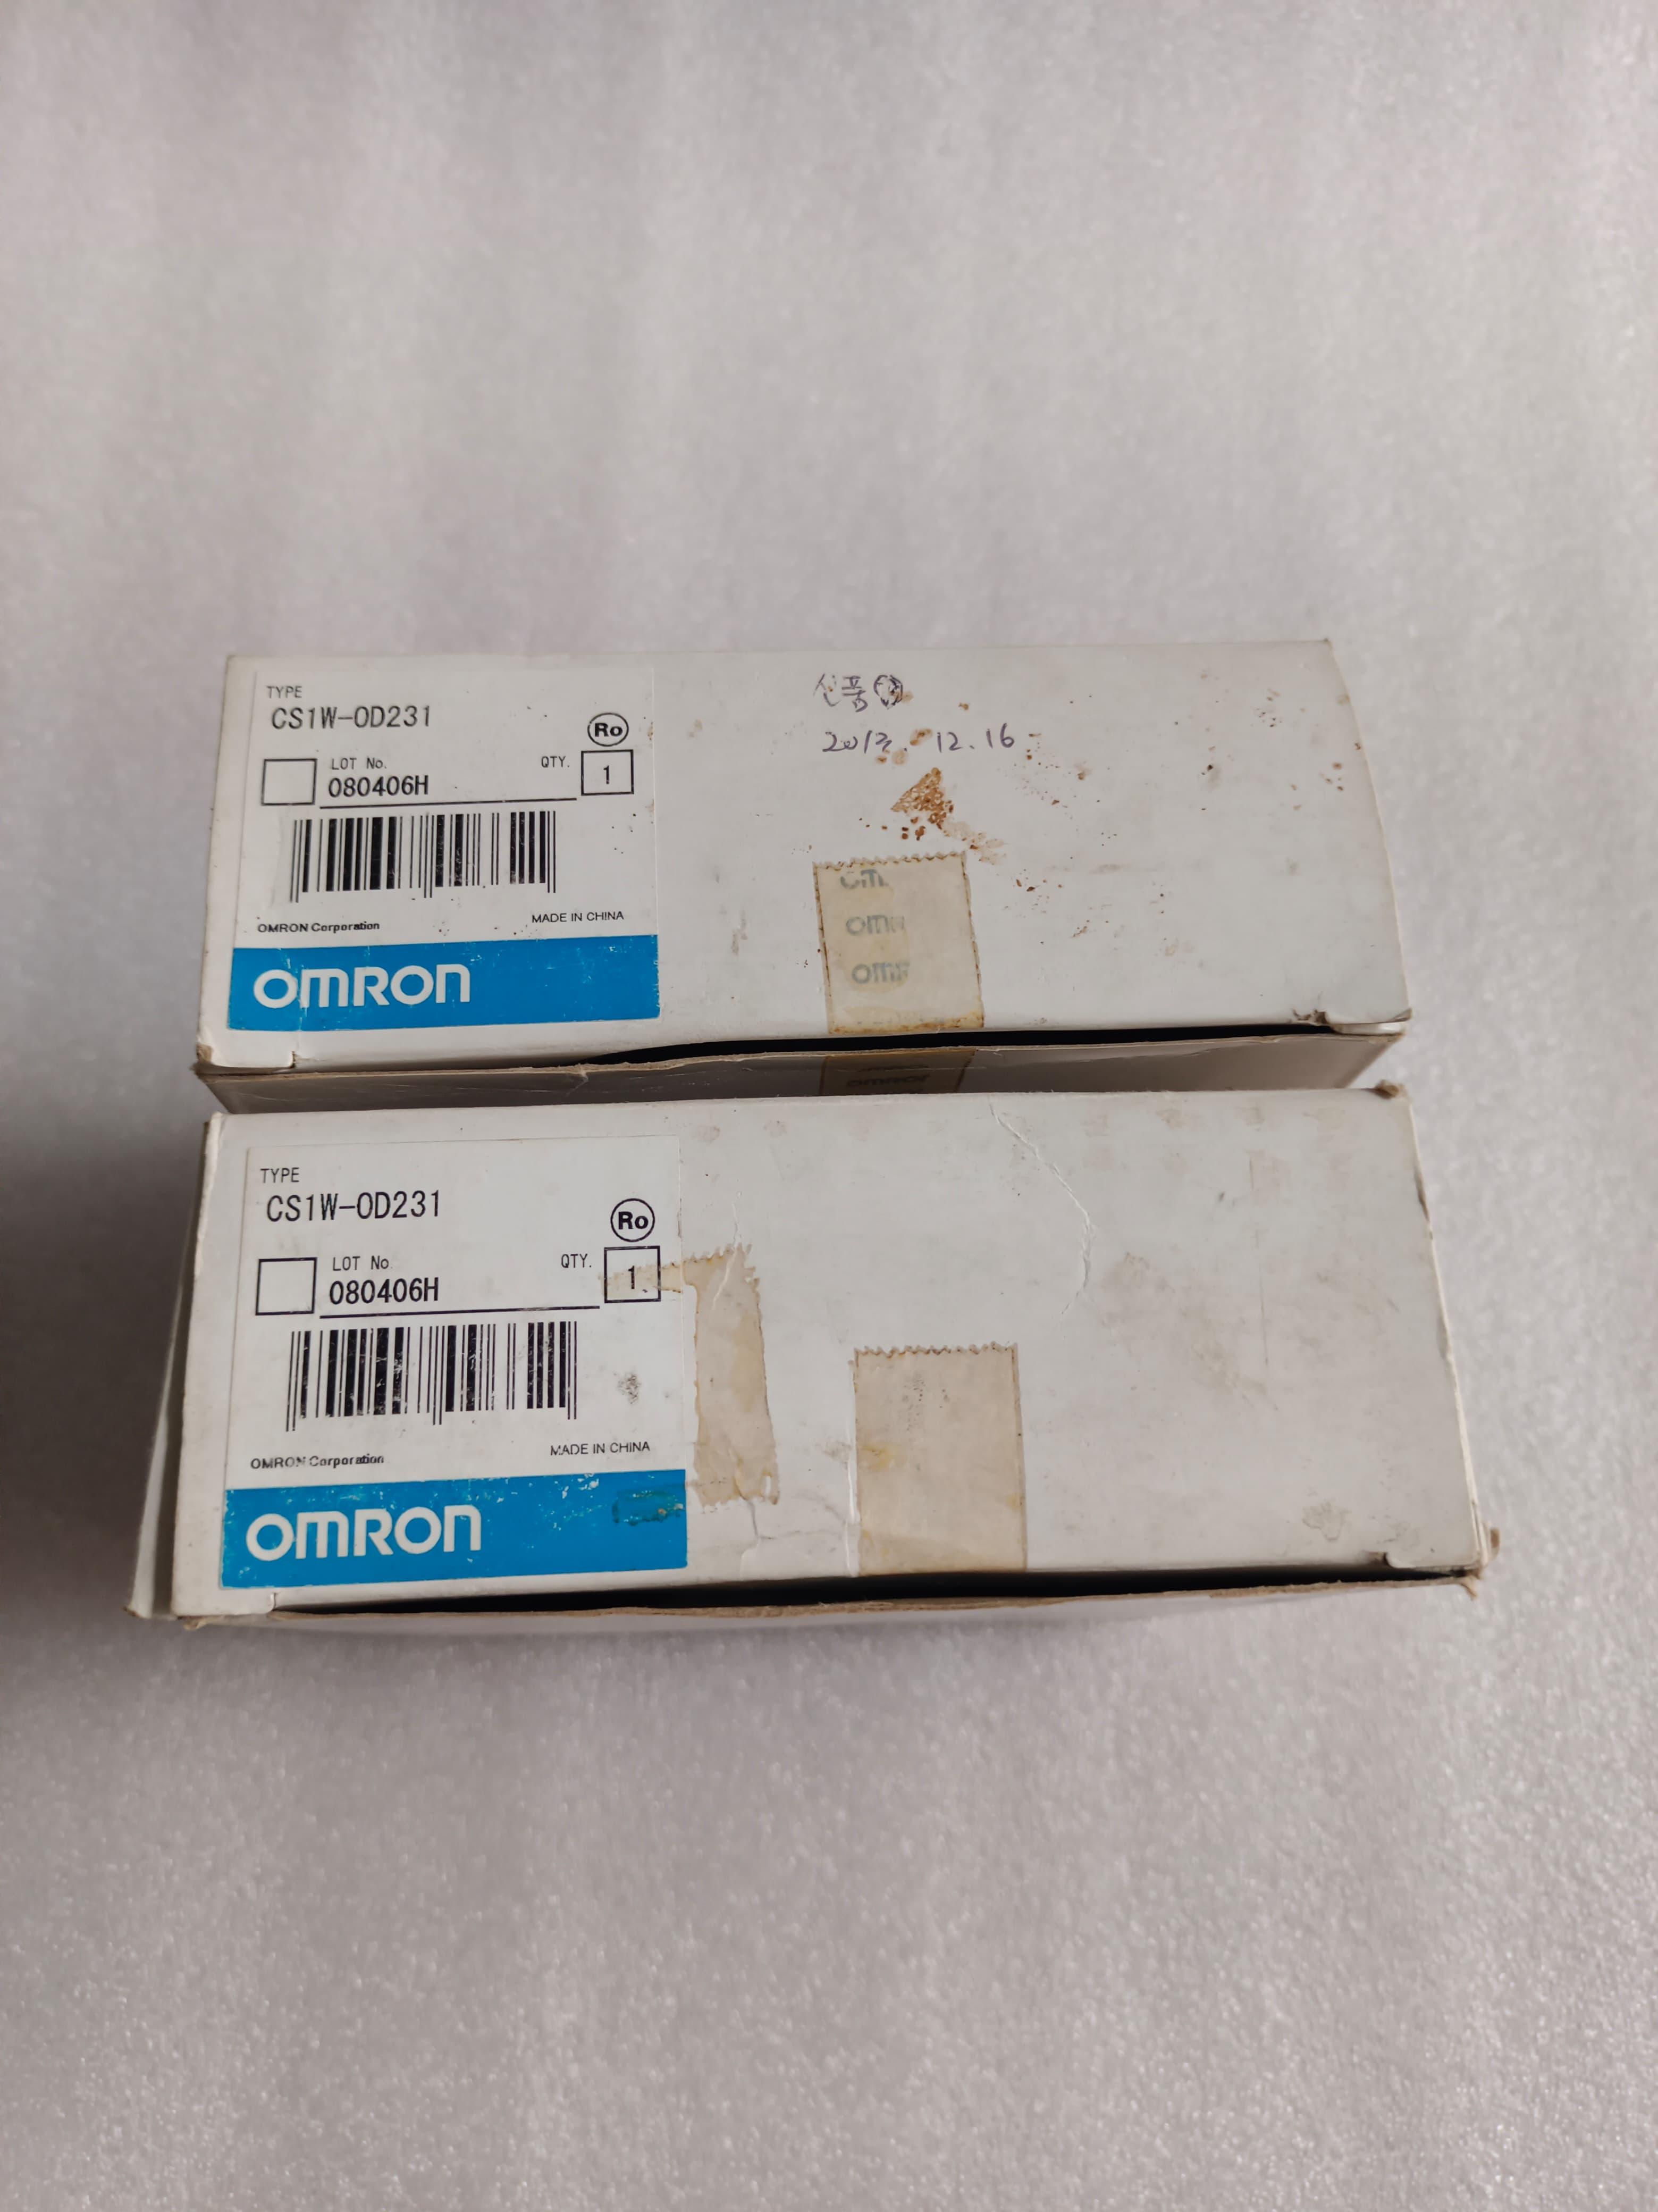 TYPE
CS1W-OD231
Ro
LOT No.
QTY.
080406H
1
OMRON Corporation
MADE IN CHINA
OMRON
신품
12.16
OMRON
TYPE
CS1W-OD231
Ro
LOT No.
QTY.
080406H
1
OMRON Corporation
MADE IN CHINA
OMRON